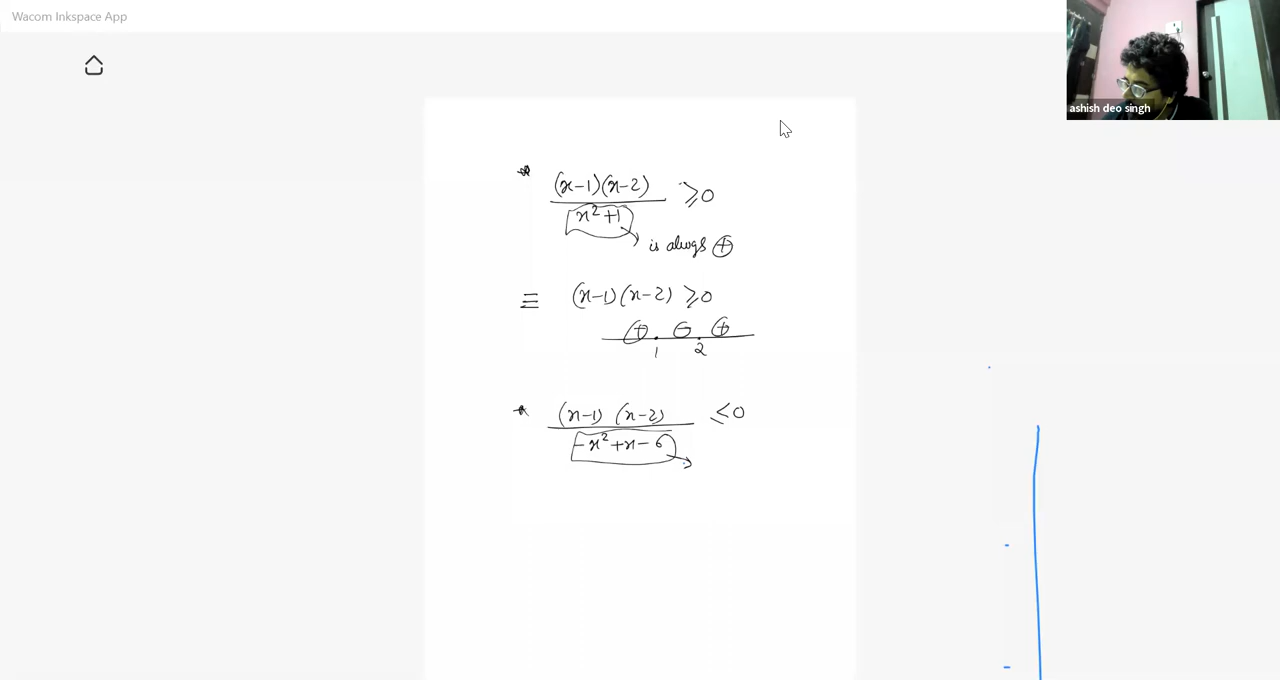 Wacom Inkspace App
ashish deo singh
* (x-1)(x-2) / x²+1 ≥0
is always ⊕
≡ (x-1)(x-2) ≥0
⊕ . ⊖ . ⊕
1 2
* (x-1) (x-2) / -x²+x-6 ≤0